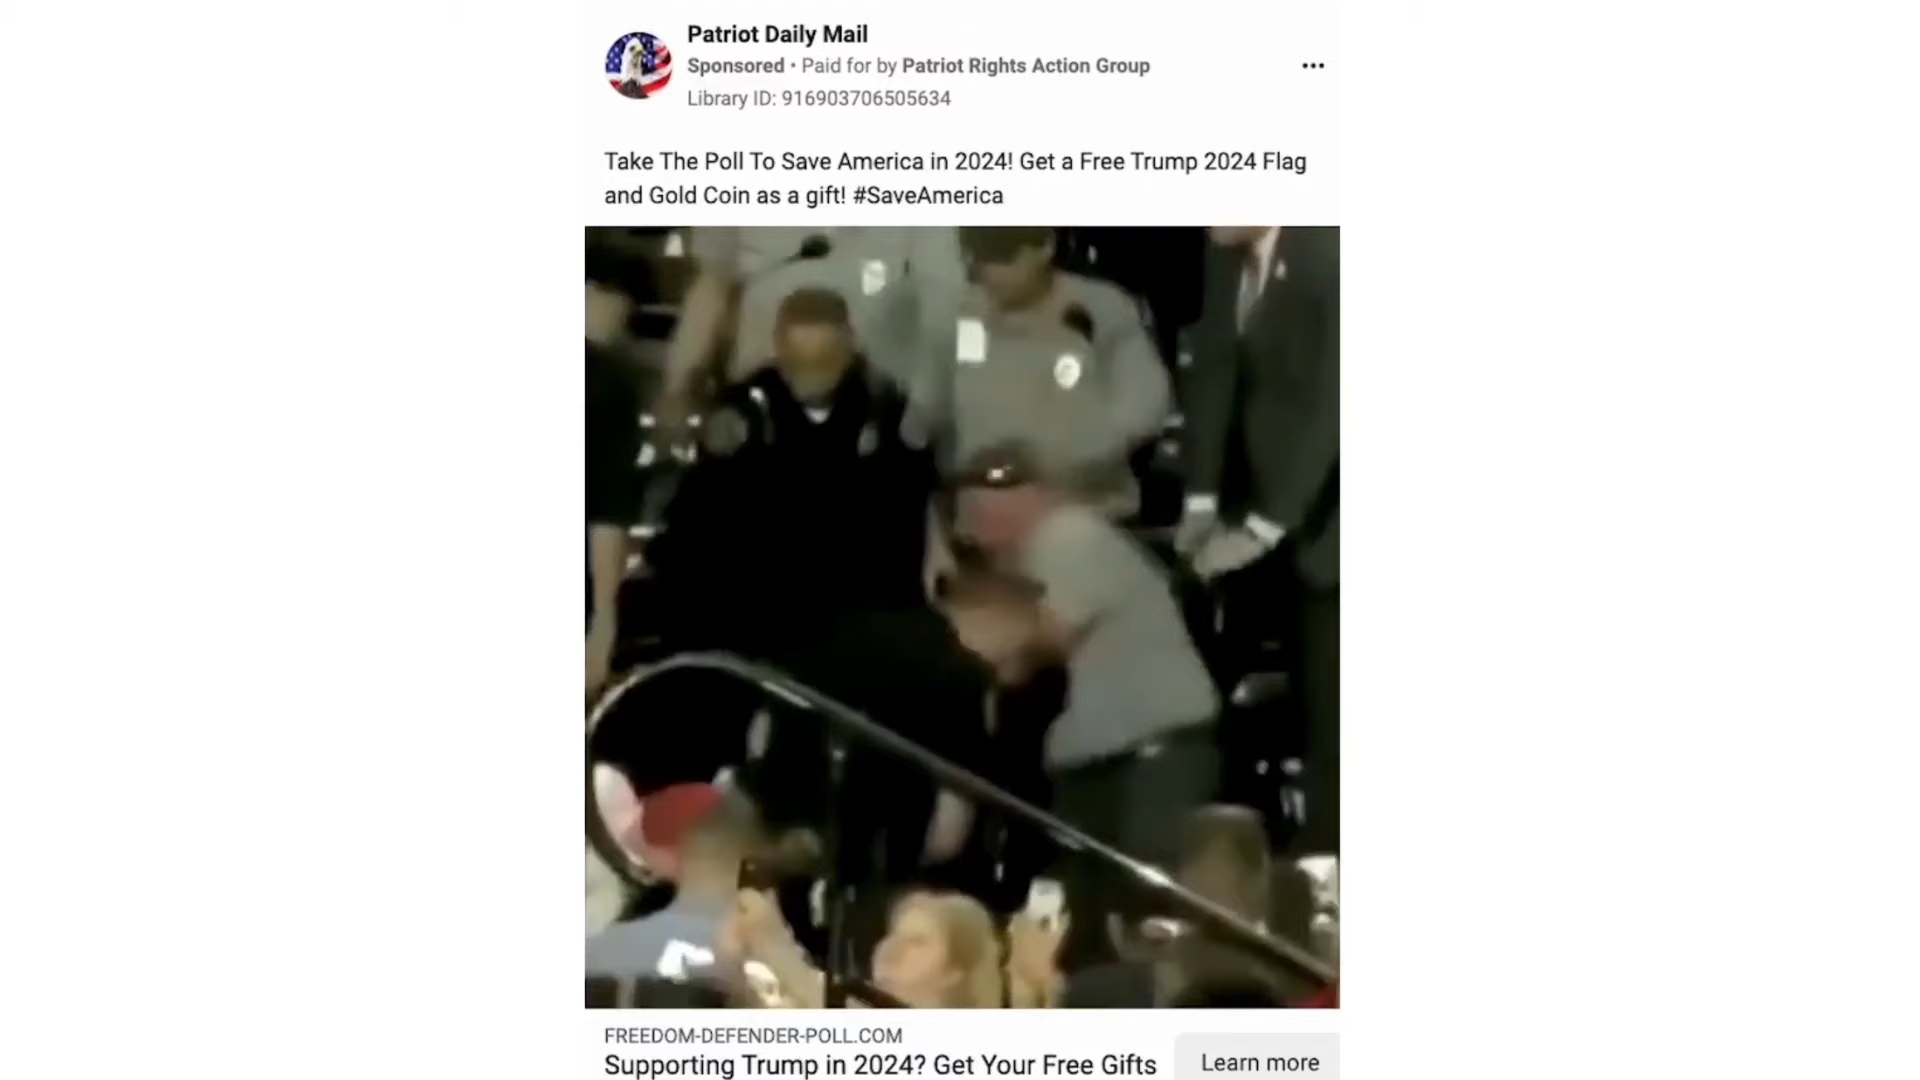 Patriot Daily Mail
Sponsored • Paid for by Patriot Rights Action Group
Library ID: 916903706505634
Take The Poll To Save America in 2024! Get a Free Trump 2024 Flag
and Gold Coin as a gift! #SaveAmerica
FREEDOM-DEFENDER-POLL.COM
Supporting Trump in 2024? Get Your Free Gifts
Learn more